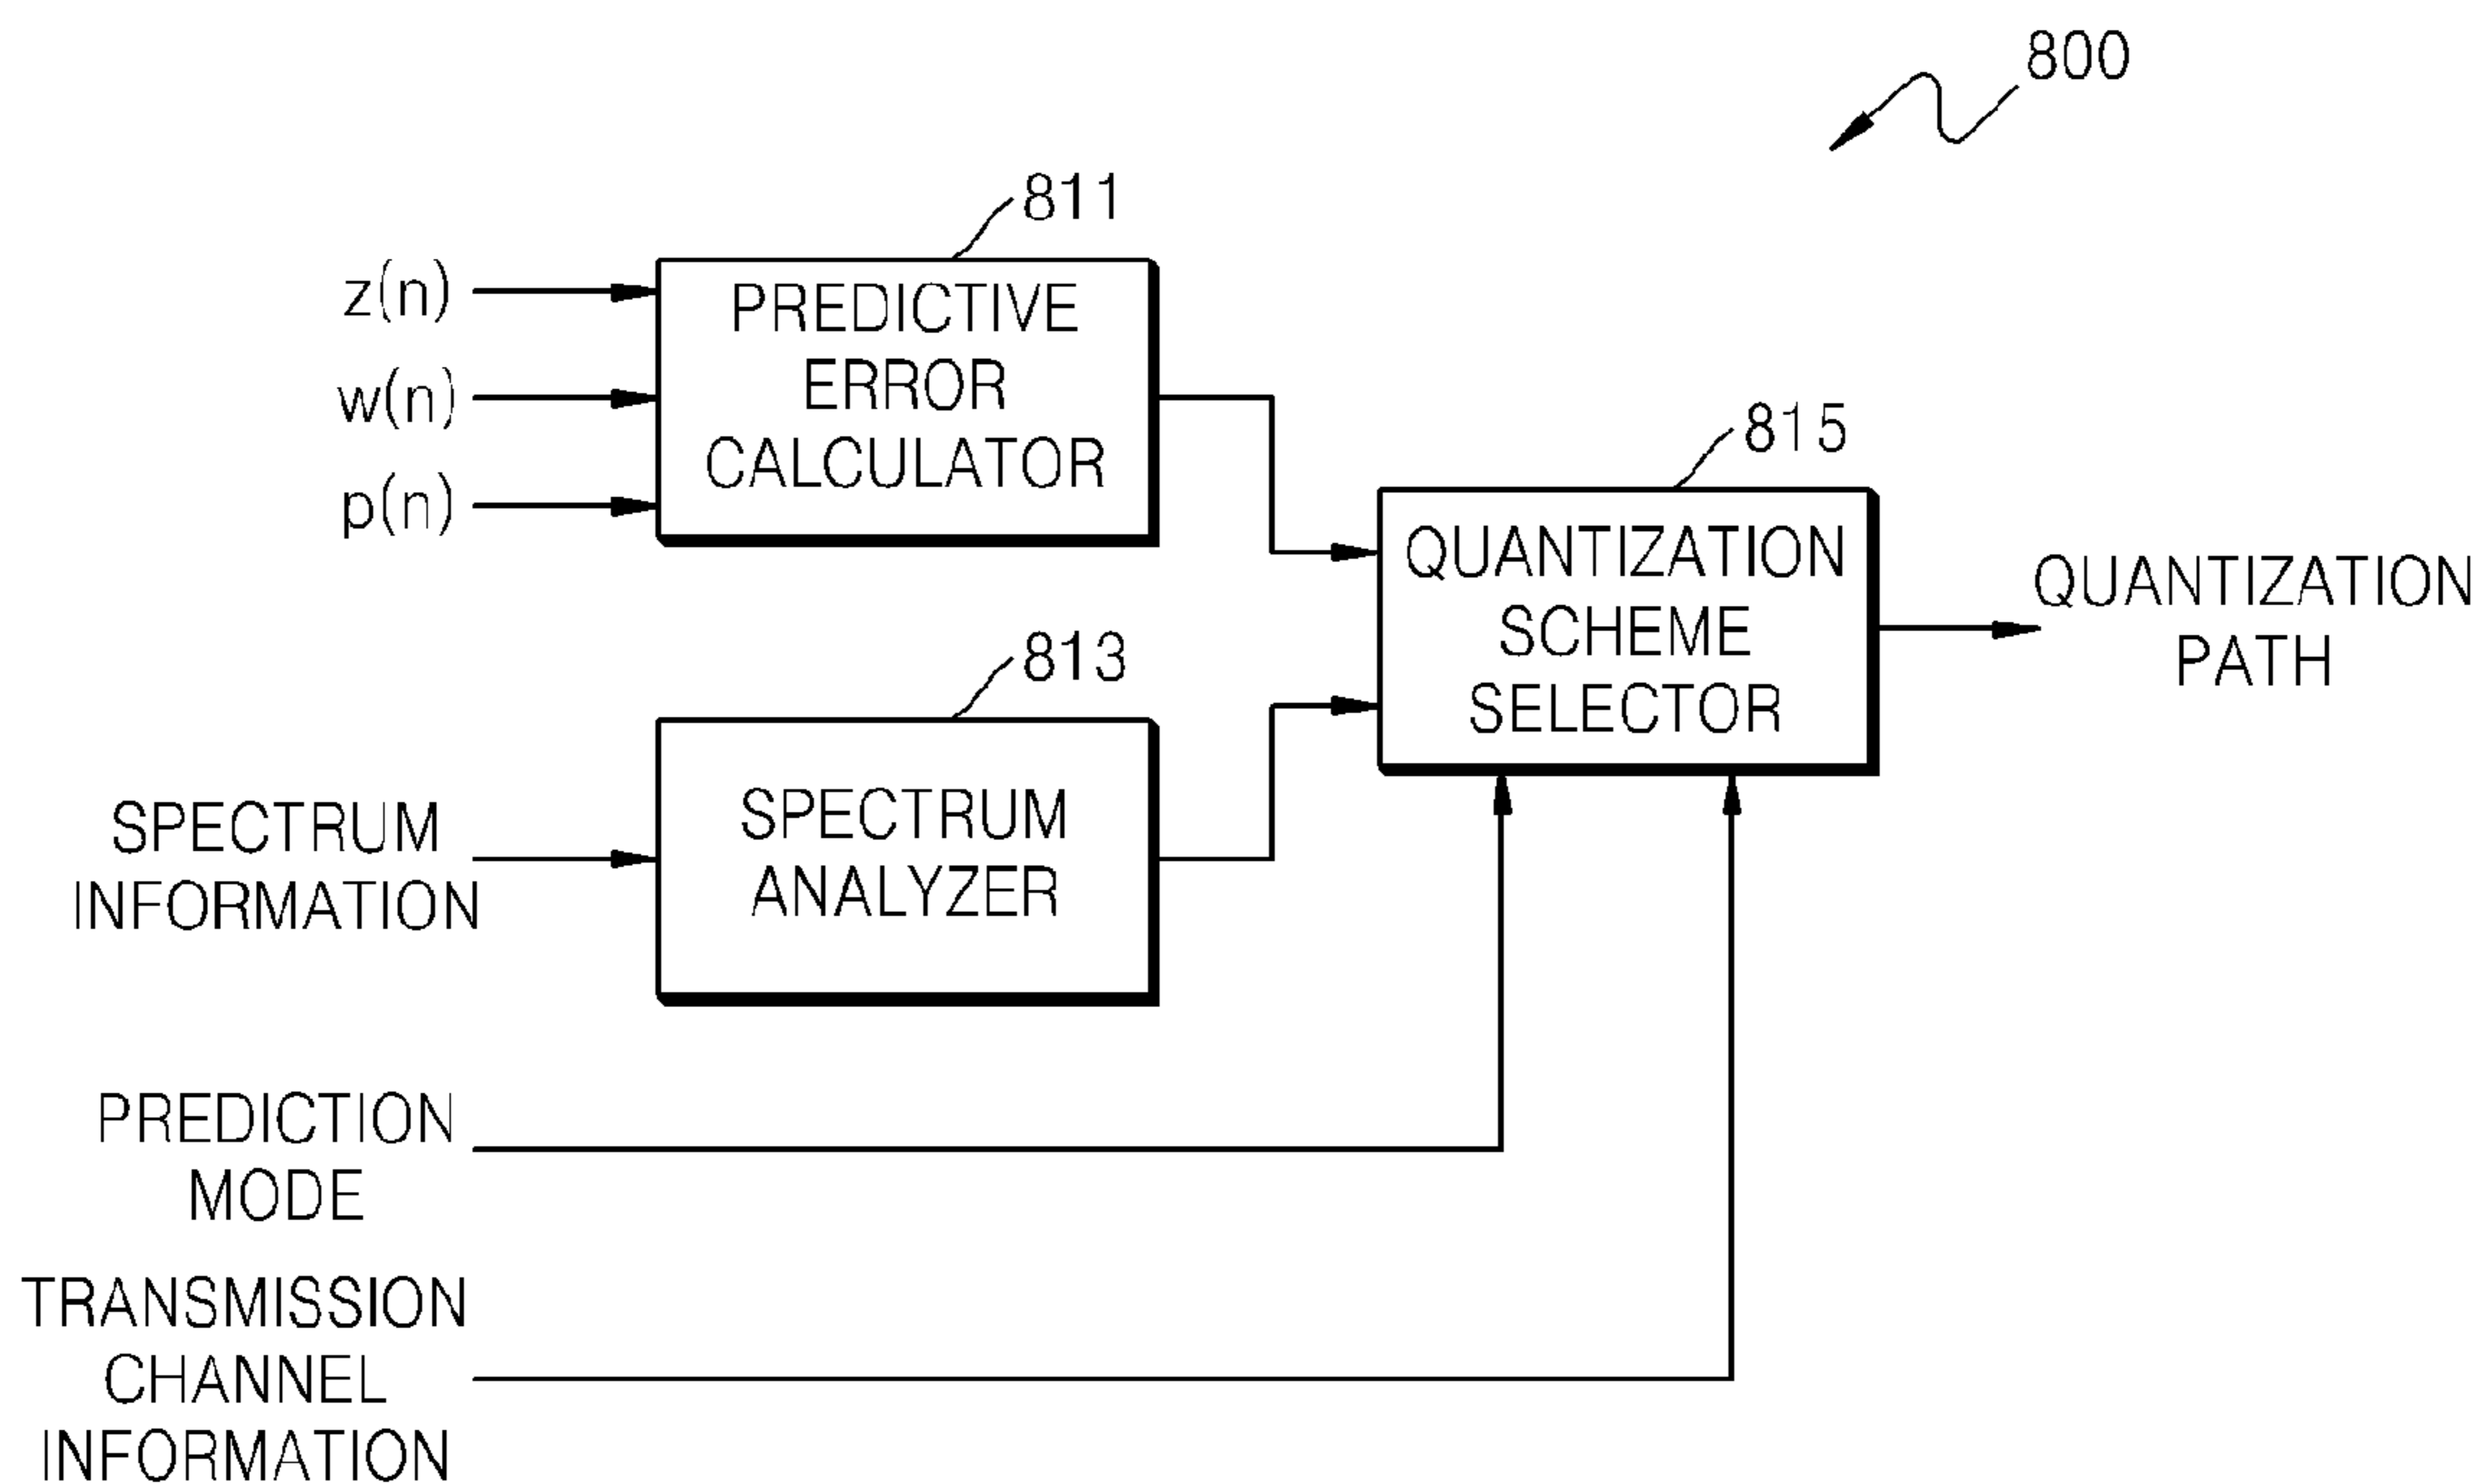 800
811
z(n)
w(n)
p(n)
PREDICTIVE
ERROR
CALCULATOR
815
QUANTIZATION
SCHEME
SELECTOR
QUANTIZATION
PATH
813
SPECTRUM
INFORMATION
SPECTRUM
ANALYZER
PREDICTION
MODE
TRANSMISSION
CHANNEL
INFORMATION